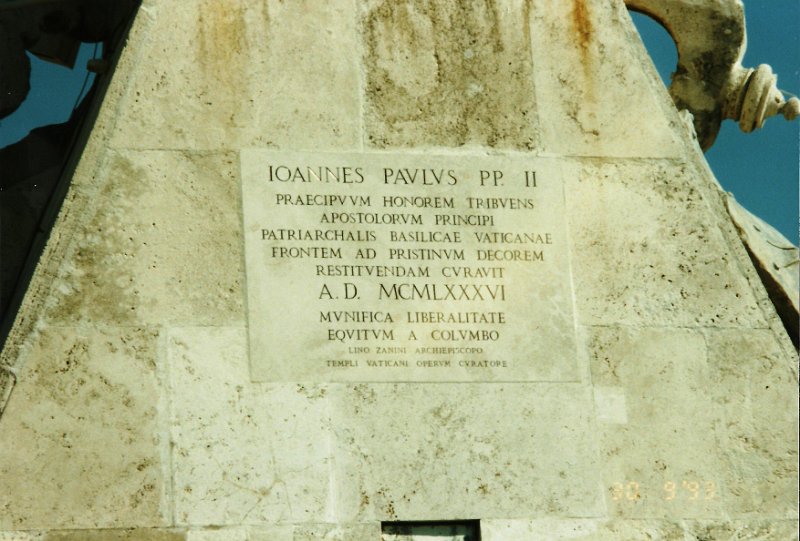 IOANNES PAVLVS PP. II
PRAECIPVVM HONOREM TRIBVENS
APOSTOLORVM PRINCIPI
PATRIARCHALIS BASILICAE VATICANAE
FRONTEM AD PRISTINVM DECOREM
RESTITVENDAM CVRAVIT
A. D. MCMLXXXVI
MVNIFICA LIBERALITATE
EQVITVM A COLVMBO
LINO ZANINI ARCHIEPISCOPO
TEMPLI VATICANI OPERVM CVRATORE
30 9'93